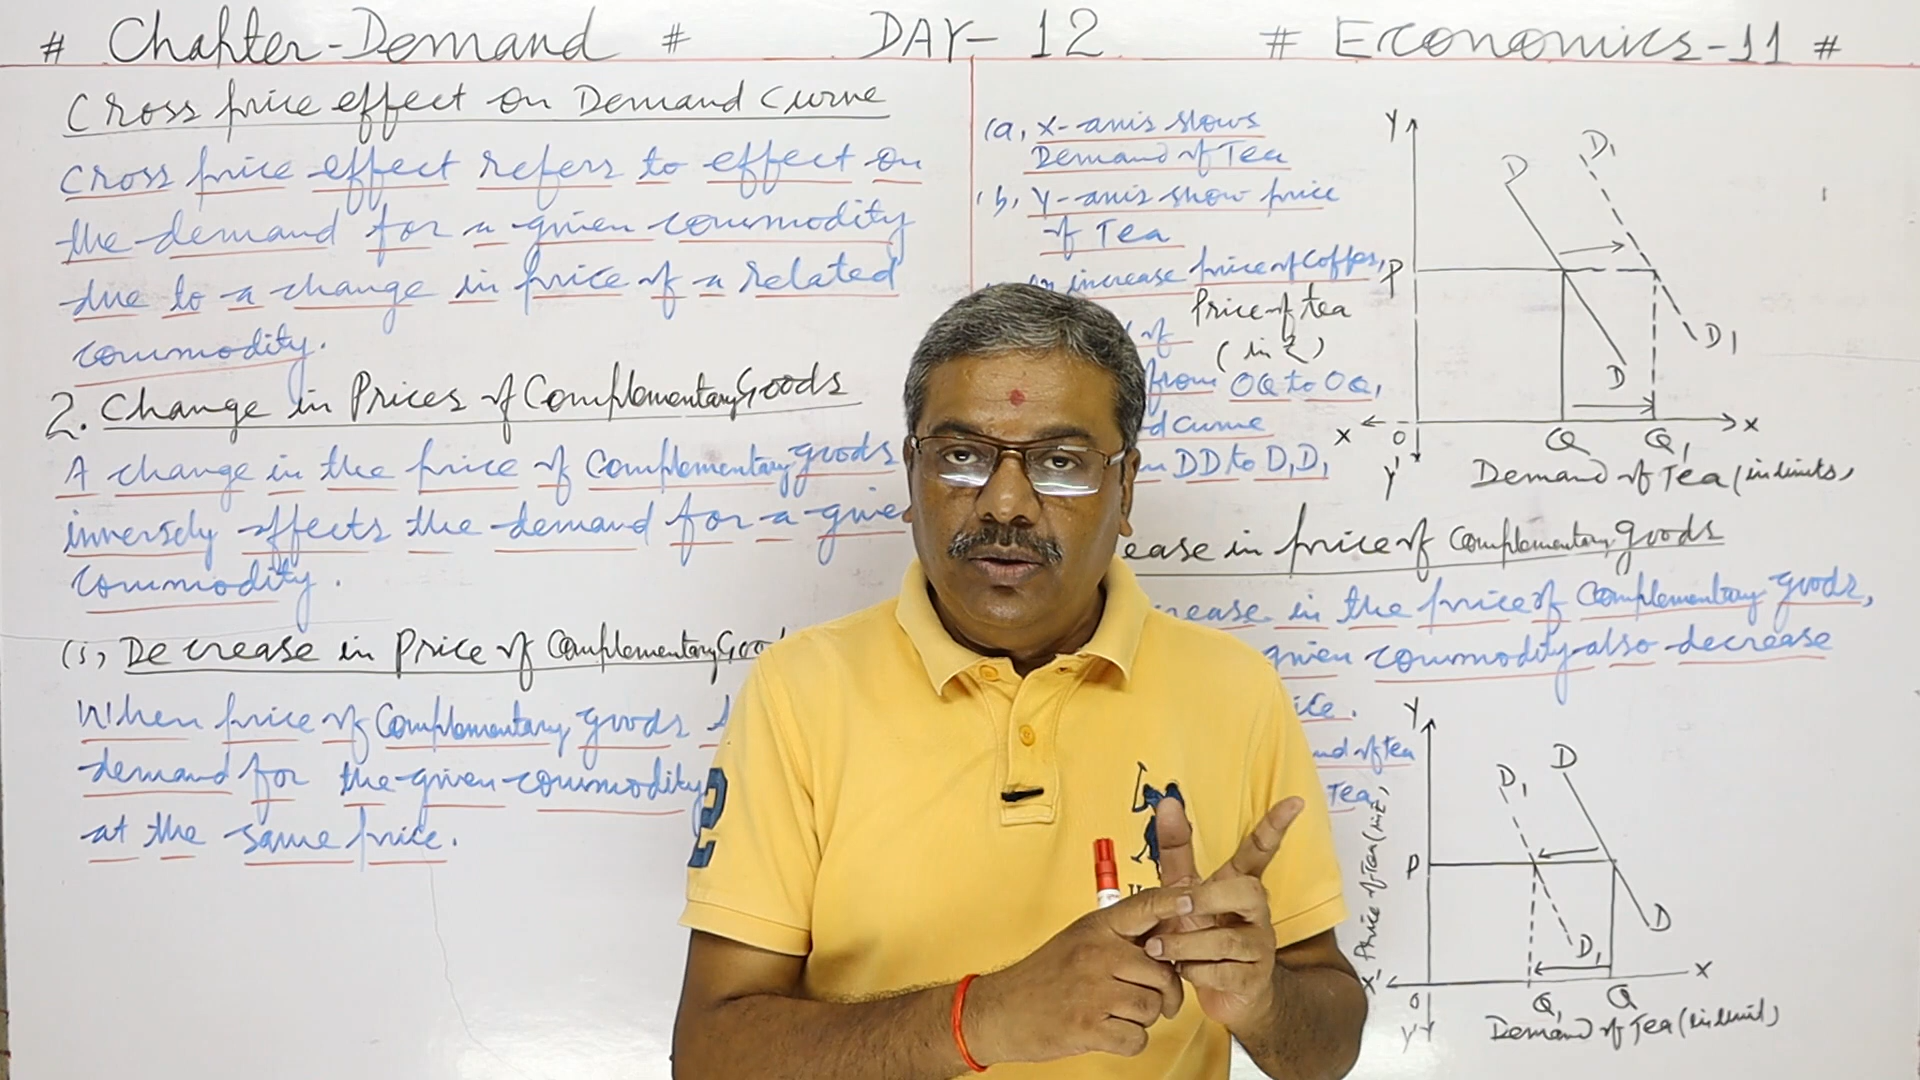 # Chapter-Demand #
DAY-12
# Economics-11 #
Cross price effect on Demand Curve
Cross price effect refers to effect on
the demand for a given commodity
due to a change in price of a related
commodity.
2. Change in Prices of Complementary Goods
A change in the price of Complementary goods
inversely affects the demand for a give
commodity.
(i) Decrease in Price of Complementary Goo
When price of Complementary goods
demand for the given commodity
at the same price.
(a) X-axis shows
Demand of Tea
(b) Y-axis show price
of Tea
increase price of Coffee,
of
from OQ to OQ1
d curve
DD to D1D1
Price of tea
(in ₹)
Y
D
D1
P
D1
D
X
O
Q
Q1
X
Y'
Demand of Tea (in units)
ease in price of Complementary goods
rease in the price of Complementary goods,
given commodity also decrease
ice.
nd of tea
Tea
Price of Tea (in ₹)
Y
D1
D
P
D
D1
X
X
O
Q1
Q
Y'
Demand of Tea (in unit)
2
U